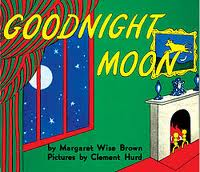 GOODNIGHT
MOON
by Margaret Wise Brown
Pictures by Clement Hurd